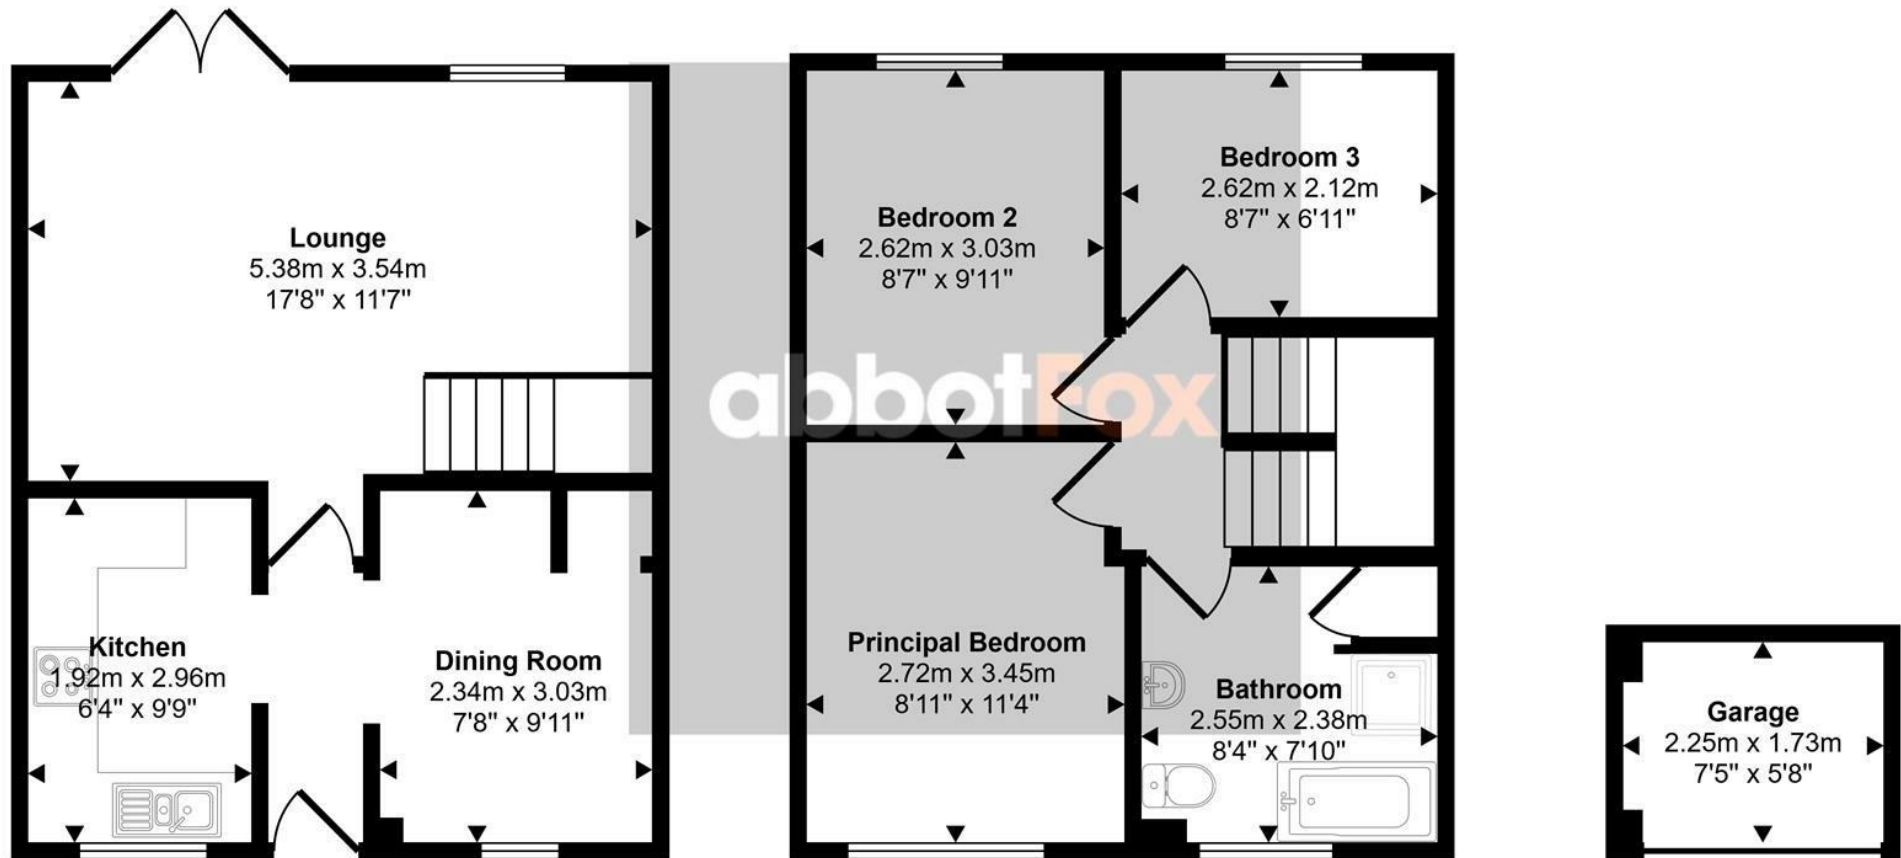 Lounge
5.38m x 3.54m
17'8" x 11'7"
Kitchen
1.92m x 2.96m
6'4" x 9'9"
Dining Room
2.34m x 3.03m
7'8" x 9'11"
Bedroom 2
2.62m x 3.03m
8'7" x 9'11"
Bedroom 3
2.62m x 2.12m
8'7" x 6'11"
abbotFox
Principal Bedroom
2.72m x 3.45m
8'11" x 11'4"
Bathroom
2.55m x 2.38m
8'4" x 7'10"
Garage
2.25m x 1.73m
7'5" x 5'8"